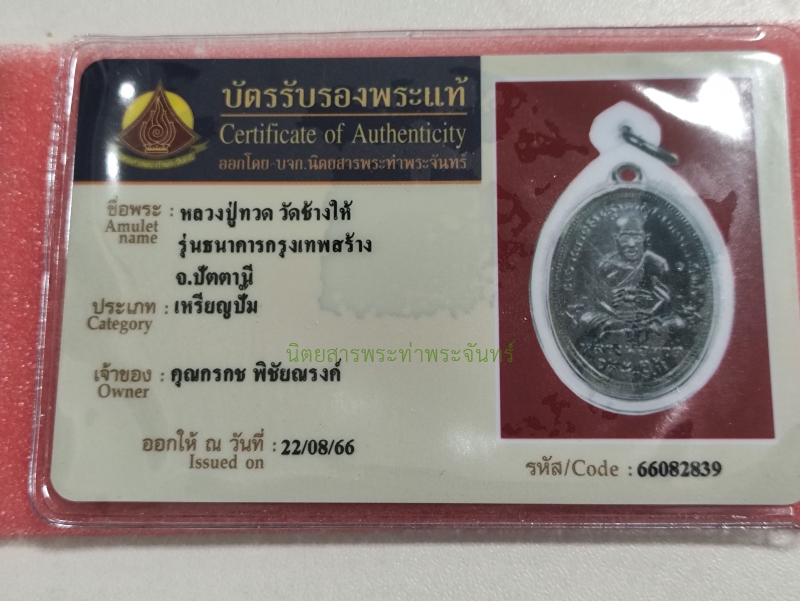 บัตรรับรองพระแท้
Certificate of Authenticity
ออกโดย-บจก.นิตยสารพระท่าพระจันทร์
ชื่อพระ : หลวงปู่ทวด วัดช้างให้
Amulet name
รุ่นธนาคารกรุงเทพสร้าง
จ.ปัตตานี
ประเภท : เหรียญปั๊ม
Category
นิตยสารพระท่าพระจันทร์
เจ้าของ : คุณกรกช พิชัยณรงค์
Owner
ออกให้ ณ วันที่ : 22/08/66
Issued on
รหัส/Code : 66082839